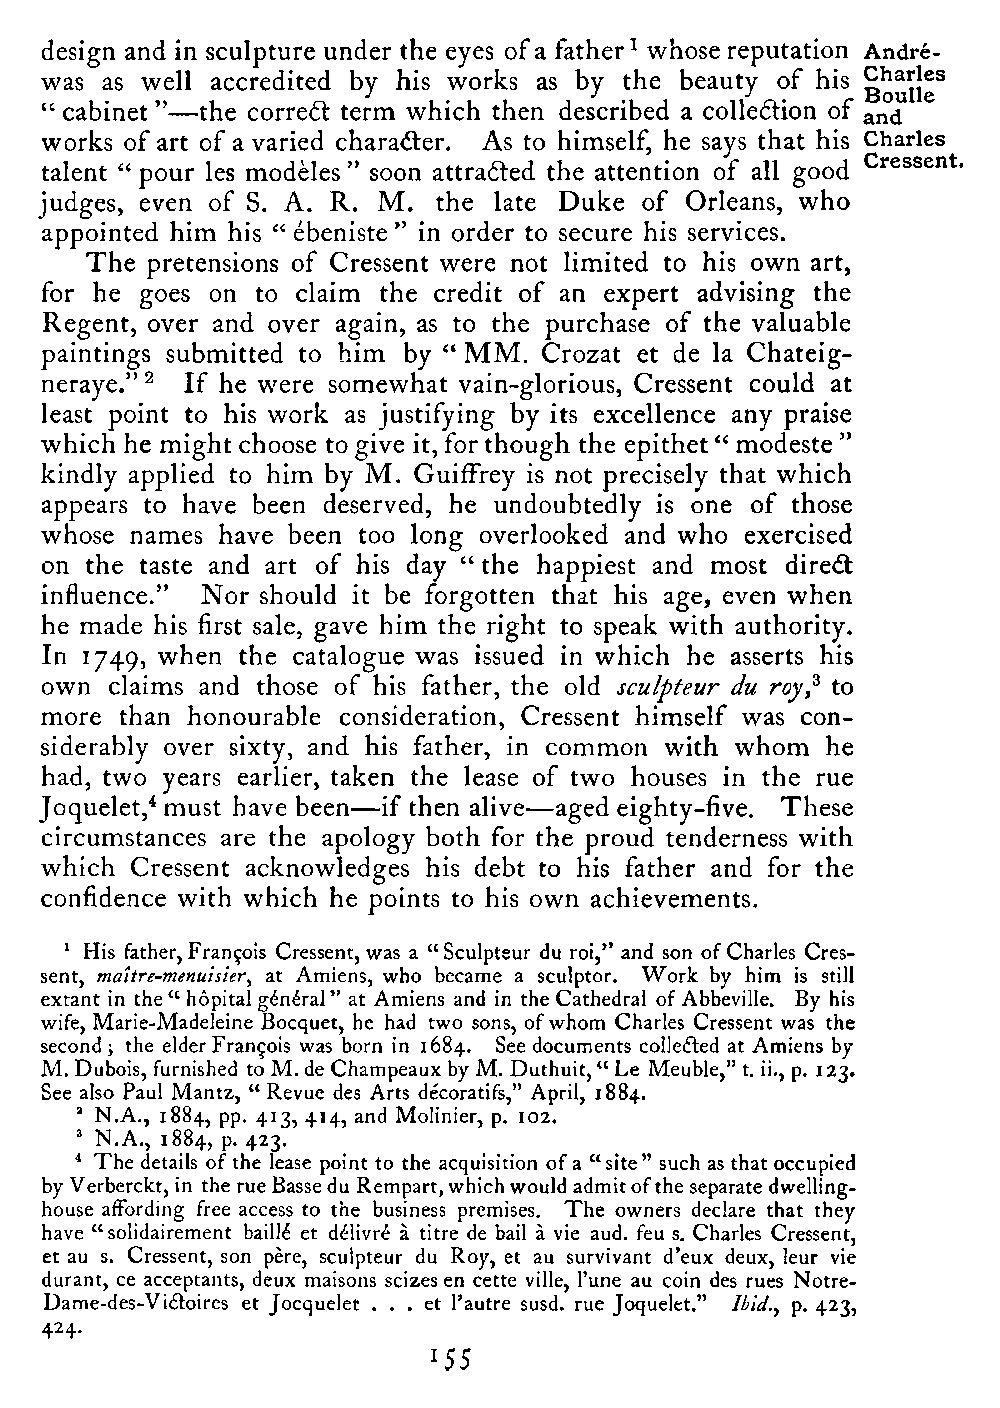 design and in sculpture under the eyes of a father ¹ whose reputation
was as well accredited by his works as by the beauty of his
“ cabinet ”—the correct term which then described a collection of
works of art of a varied character. As to himself, he says that his
talent “ pour les modèles ” soon attracted the attention of all good
judges, even of S. A. R. M. the late Duke of Orleans, who
appointed him his “ ébeniste ” in order to secure his services.
André-
Charles
Boulle
and
Charles
Cressent.
The pretensions of Cressent were not limited to his own art,
for he goes on to claim the credit of an expert advising the
Regent, over and over again, as to the purchase of the valuable
paintings submitted to him by “ MM. Crozat et de la Chateig-
neraye.” ² If he were somewhat vain-glorious, Cressent could at
least point to his work as justifying by its excellence any praise
which he might choose to give it, for though the epithet “ modeste ”
kindly applied to him by M. Guiffrey is not precisely that which
appears to have been deserved, he undoubtedly is one of those
whose names have been too long overlooked and who exercised
on the taste and art of his day “ the happiest and most direct
influence.” Nor should it be forgotten that his age, even when
he made his first sale, gave him the right to speak with authority.
In 1749, when the catalogue was issued in which he asserts his
own claims and those of his father, the old sculpteur du roy,³ to
more than honourable consideration, Cressent himself was con-
siderably over sixty, and his father, in common with whom he
had, two years earlier, taken the lease of two houses in the rue
Joquelet,⁴ must have been—if then alive—aged eighty-five. These
circumstances are the apology both for the proud tenderness with
which Cressent acknowledges his debt to his father and for the
confidence with which he points to his own achievements.
¹ His father, François Cressent, was a “ Sculpteur du roi,” and son of Charles Cres-
sent, maître-menuisier, at Amiens, who became a sculptor. Work by him is still
extant in the “ hôpital général ” at Amiens and in the Cathedral of Abbeville. By his
wife, Marie-Madeleine Bocquet, he had two sons, of whom Charles Cressent was the
second ; the elder François was born in 1684. See documents collected at Amiens by
M. Dubois, furnished to M. de Champeaux by M. Duthuit, “ Le Meuble,” t. ii., p. 123.
See also Paul Mantz, “ Revue des Arts décoratifs,” April, 1884.
² N.A., 1884, pp. 413, 414, and Molinier, p. 102.
³ N.A., 1884, p. 423.
⁴ The details of the lease point to the acquisition of a “ site ” such as that occupied
by Verberckt, in the rue Basse du Rempart, which would admit of the separate dwelling-
house affording free access to the business premises. The owners declare that they
have “ solidairement baillé et délivré à titre de bail à vie aud. feu s. Charles Cressent,
et au s. Cressent, son père, sculpteur du Roy, et au survivant d’eux deux, leur vie
durant, ce acceptants, deux maisons scizes en cette ville, l’une au coin des rues Notre-
Dame-des-Victoires et Jocquelet . . . et l’autre susd. rue Joquelet.” Ibid., p. 423,
424.
155